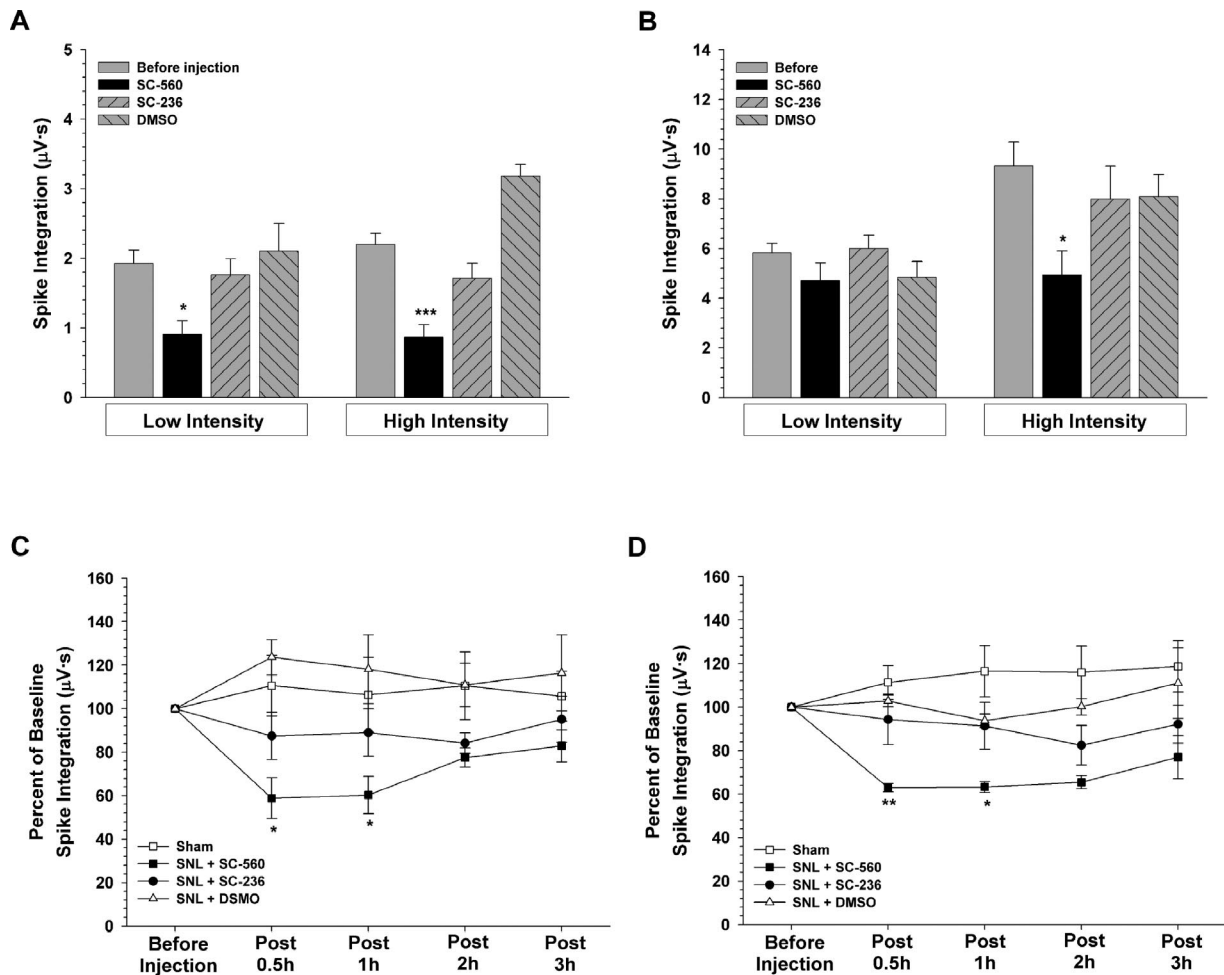 A
Spike Integration (µV·s)
5
4
3
2
1
0
Before injection
SC-560
SC-236
DMSO
*
***
Low Intensity
High Intensity
B
Spike Integration (µV·s)
14
12
10
8
6
4
2
0
Before
SC-560
SC-236
DMSO
*
Low Intensity
High Intensity
C
Percent of Baseline
Spike Integration (µV·s)
160
140
120
100
80
60
40
20
0
*
*
Sham
SNL + SC-560
SNL + SC-236
SNL + DSMO
Before Post Post Post Post
Injection 0.5h 1h 2h 3h
D
Percent of Baseline
Spike Integration (µV·s)
160
140
120
100
80
60
40
20
0
**
*
Sham
SNL + SC-560
SNL + SC-236
SNL + DMSO
Before Post Post Post Post
Injection 0.5h 1h 2h 3h